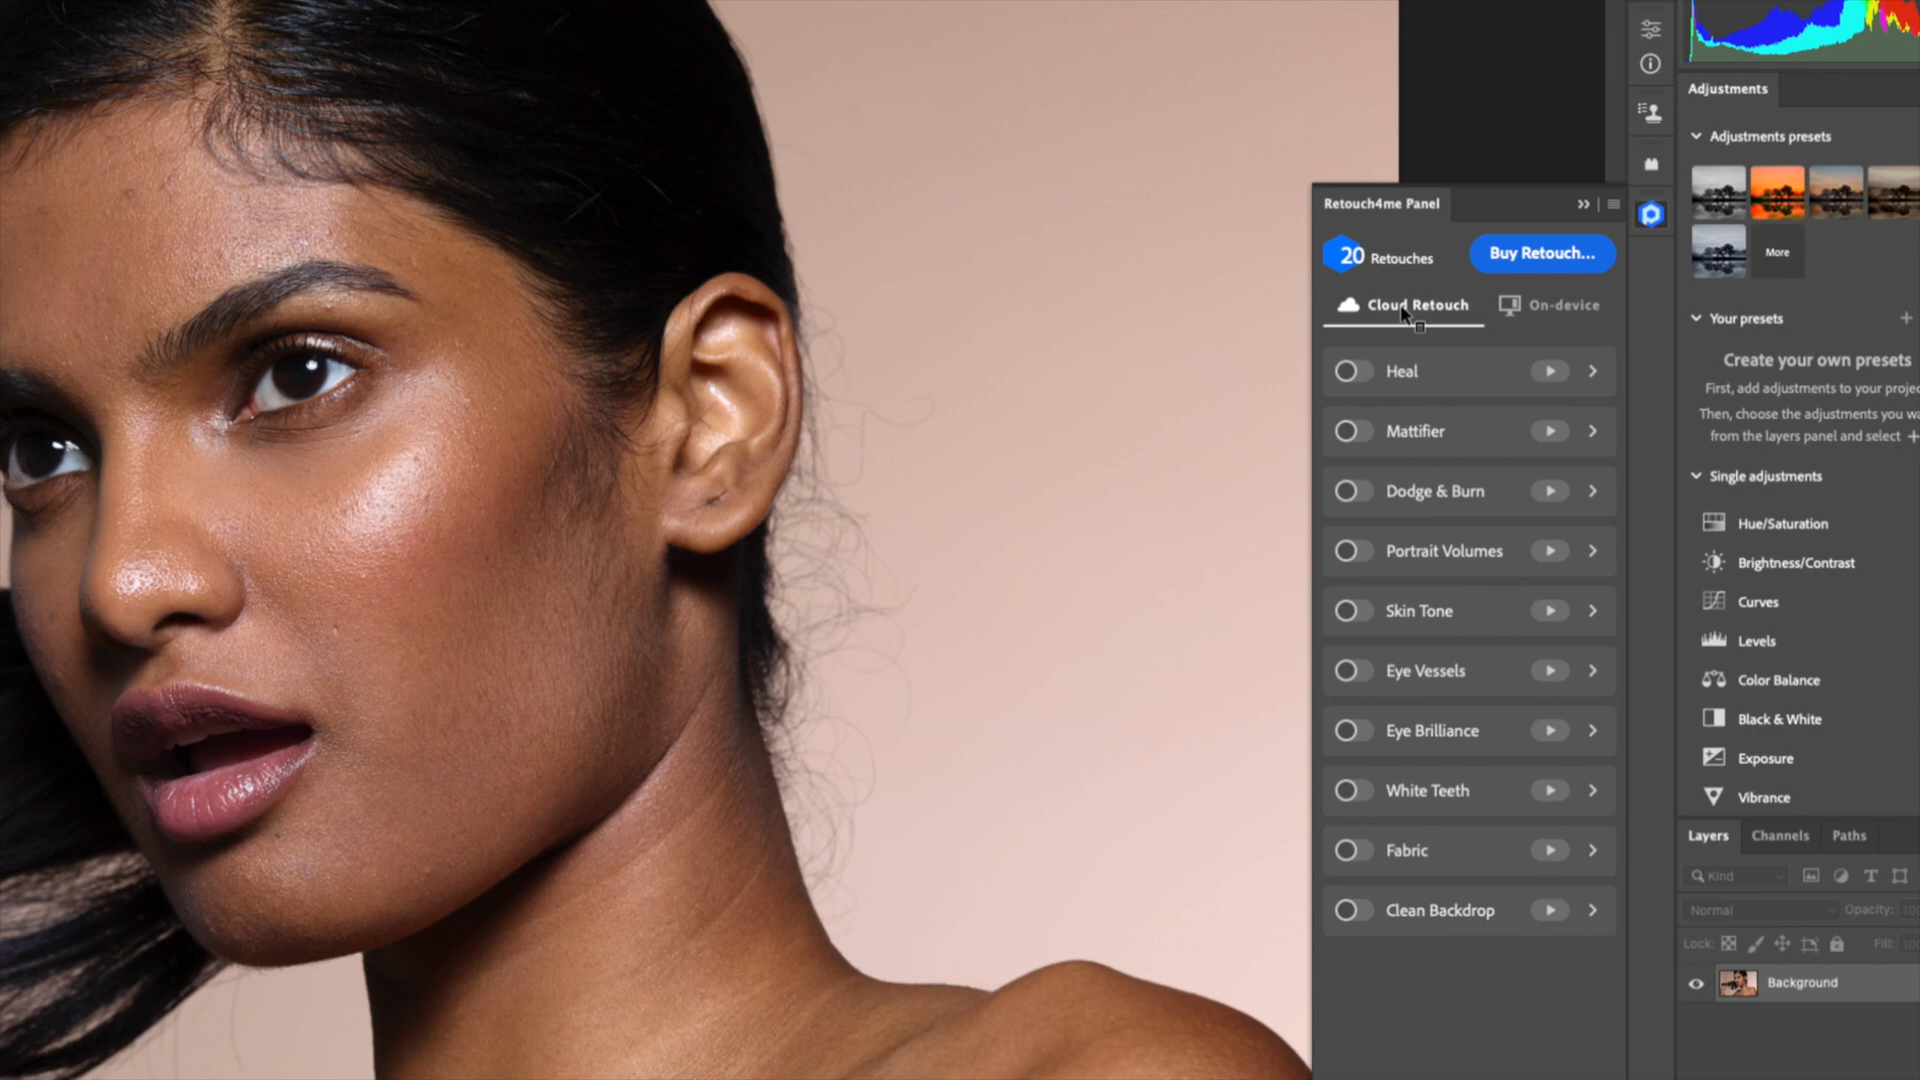 Adjustments
Adjustments presets
More
Retouch4me Panel
20 Retouches
Buy Retouch...
Cloud Retouch
On-device
Heal
Mattifier
Dodge & Burn
Portrait Volumes
Skin Tone
Eye Vessels
Eye Brilliance
White Teeth
Fabric
Clean Backdrop
Your presets
Create your own presets
First, add adjustments to your
Then, choose the adjustments you
from the layers panel and select +
Single adjustments
Hue/Saturation
Brightness/Contrast
Curves
Levels
Color Balance
Black & White
Exposure
Vibrance
Layers Channels Paths
Kind
Normal Opacity:
Lock: Fill:
Background